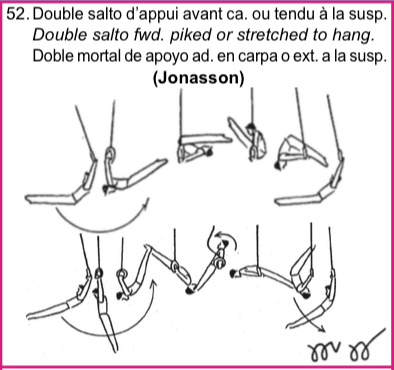 52. Double salto d'appui avant ca. ou tendu à la susp.
Double salto fwd. piked or stretched to hang.
Doble mortal de apoyo ad. en carpa o ext. a la susp.
(Jonasson)